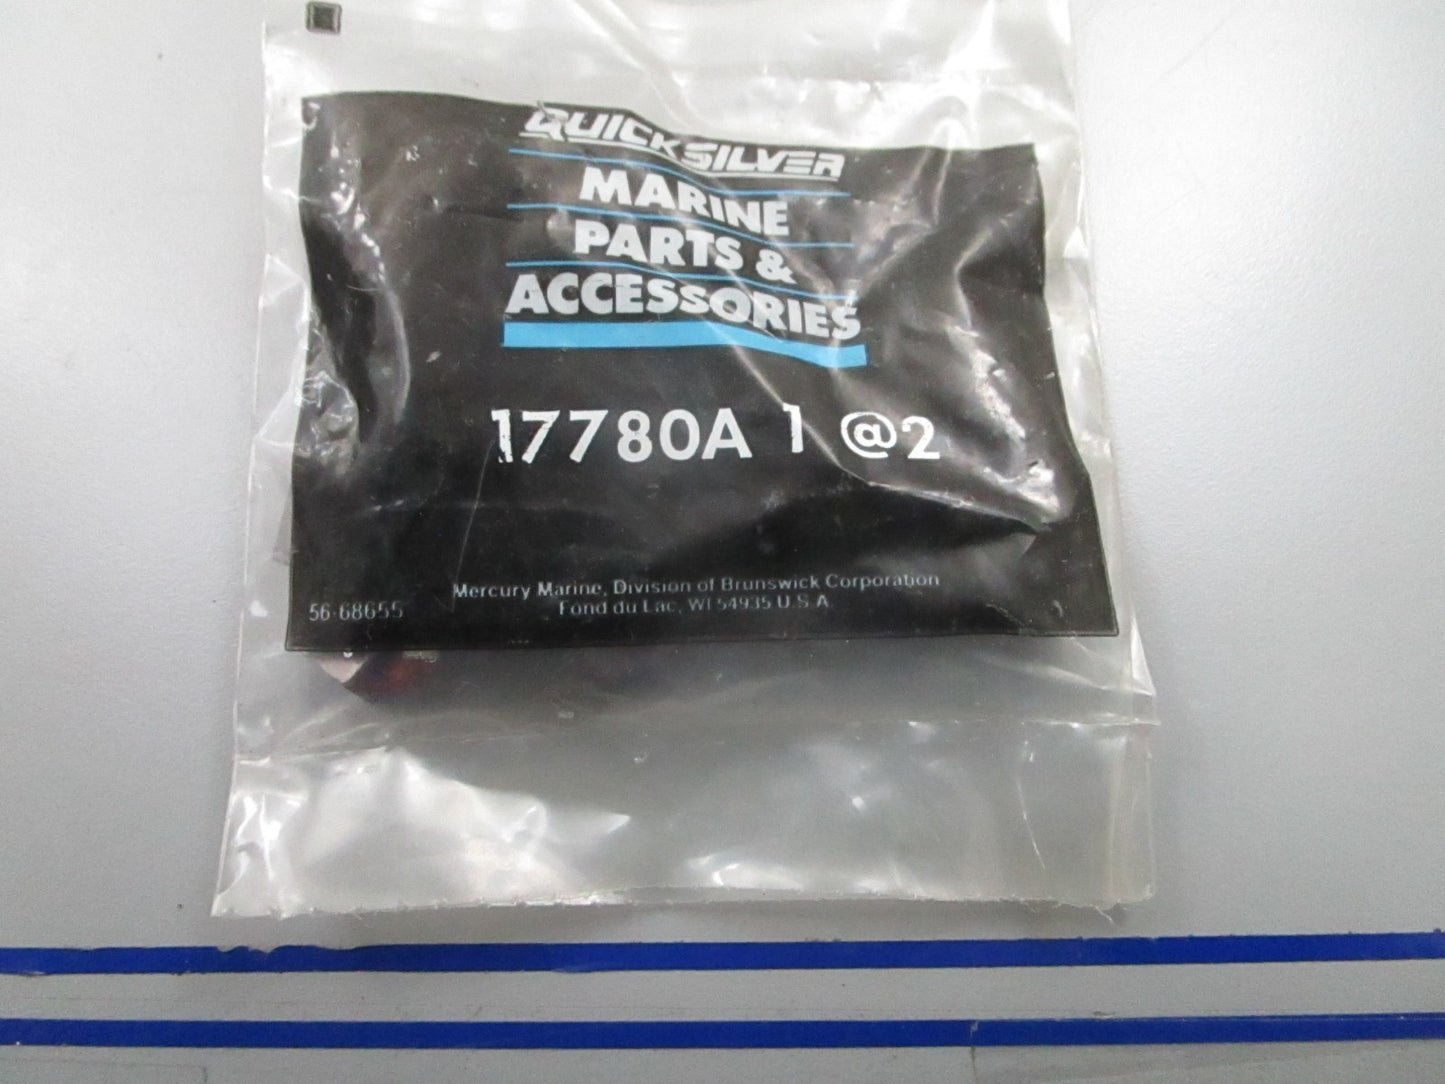 QUICKSILVER
MARINE
PARTS &
ACCESSORIES
17780A 1 @2
Mercury Marine, Division of Brunswick Corporation
Fond du Lac, WI 54935 U.S.A.
56-68655